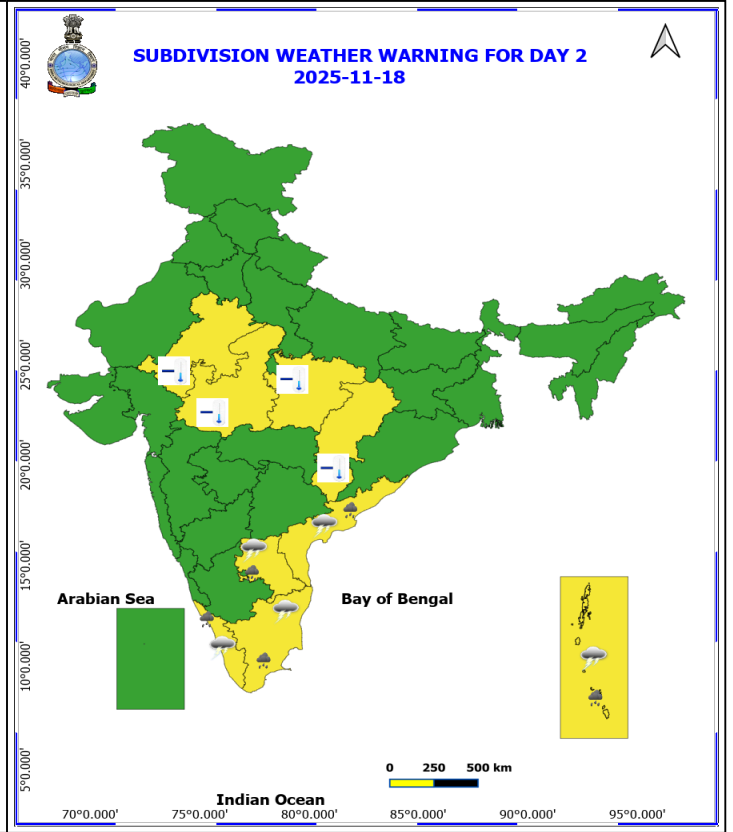 SUBDIVISION WEATHER WARNING FOR DAY 2
2025-11-18
40°0.000'
35°0.000'
30°0.000'
25°0.000'
20°0.000'
15°0.000'
10°0.000'
5°0.000'
Arabian Sea
Bay of Bengal
0 250 500 km
Indian Ocean
70°0.000' 75°0.000' 80°0.000' 85°0.000' 90°0.000' 95°0.000'